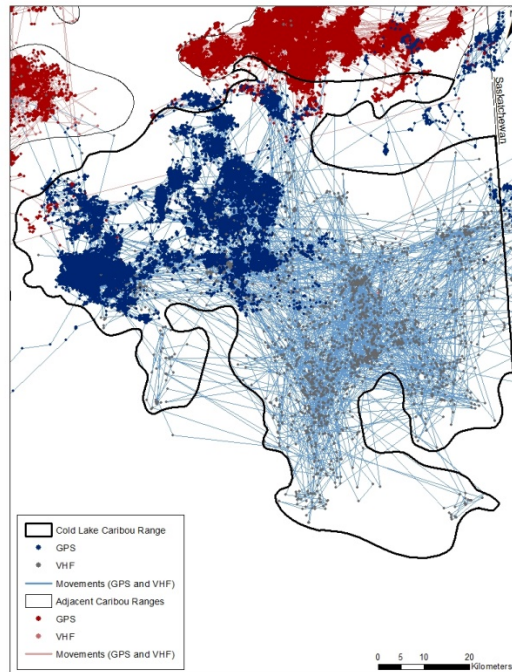 Saskatchewan
Cold Lake Caribou Range
GPS
VHF
Movements (GPS and VHF)
Adjacent Caribou Ranges
GPS
VHF
Movements (GPS and VHF)
0 5 10 20
Kilometers